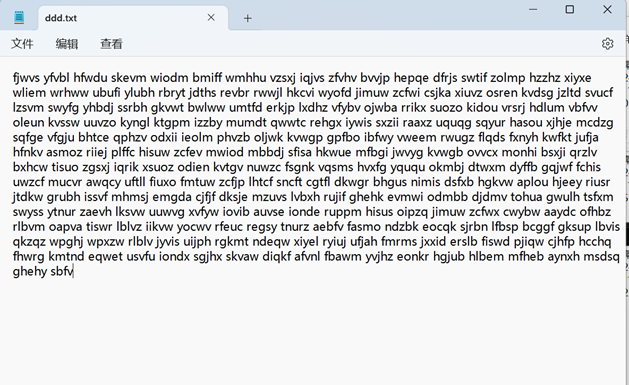 ddd.txt
文件 编辑 查看
fjwvs yfvbl hfwdu skevm wiodm bmiff wmhhu vzsxj iqjvs zfvhv bvvjp hepqe dfrjs swtif zolmp hzzhz xiyxe
wliem wrhww ubufi ylubh rbryt jdths revbr rwwjl hkcvi wyofd jimuw zcfwi csjka xiuvz osren kvdsg jzltd svucf
lzsvm swyfg yhbdj ssrbh gkvwt bwlww umtfd erkjp lxdhz vfybv ojwba rrikx suozo kidou vrsrj hdlum vbfvv
oleun kvssw uuvzo kyngl ktgpm izzby mumdt qwwtc rehgx iywis sxzii raaxz uquqg sqyur hasou xjhje mcdzg
sqfge vfgju bhtce qphzv odxii ieolm phvzb oljwk kvwgp gpfbo ibfwy vweem rwugz flqds fxnyh kwfkt jufja
hfnkv asmoz riiej plffc hisuw zcfev mwiod mbbdj sfisa hkwue mfbgi jwvyg kvwgb ovvcx monhi bsxji qrzlv
bxhcw tisuo zgsxj iqrik xsuoz odien kvtgv nuwzc fsgnk vqsms hvxfg yququ okmbj dtwxm dyffb gqjwf fchis
uwzcf mucvr awqcy uftll fiuxo fmtuw zcfjp lhtcf sncft cgtfl dkwgr bhgus nimis dsfxb hgkvw aplou hjeey riusr
jtdkw grubh issvf mhmsj emgda cjfjf dksje mzuvs lvbxh rujif ghehk evmwi odmbb djdmv tohua gwulh tsfxm
swyss ytnur zaevh lksvw uuwvg xvfyw iovib auvse ionde ruppm hisus oipzq jimuw zcfwx cwybw aaydc ofhbz
rlbvm oapva tiswr lblvz iikvw yocwv rfeuc regsy tnurz aebfv fasmo ndzbk eocqk sjrbn lfbsp bcggf gksup lbvis
qkzqz wpghj wpxzw rlblv jyvis uijph rgkmt ndeqw xiyel ryiuj ufjah fmrms jxxid erslb fiswd pjiqw cjhfp hcchq
fhwrg kmtnd eqwet usvfu iondx sgjhx skvaw diqkf afvnl fbawm yvjhz eonkr hgjub hlbem mfheb aynxh msdsq
ghehy sbfv